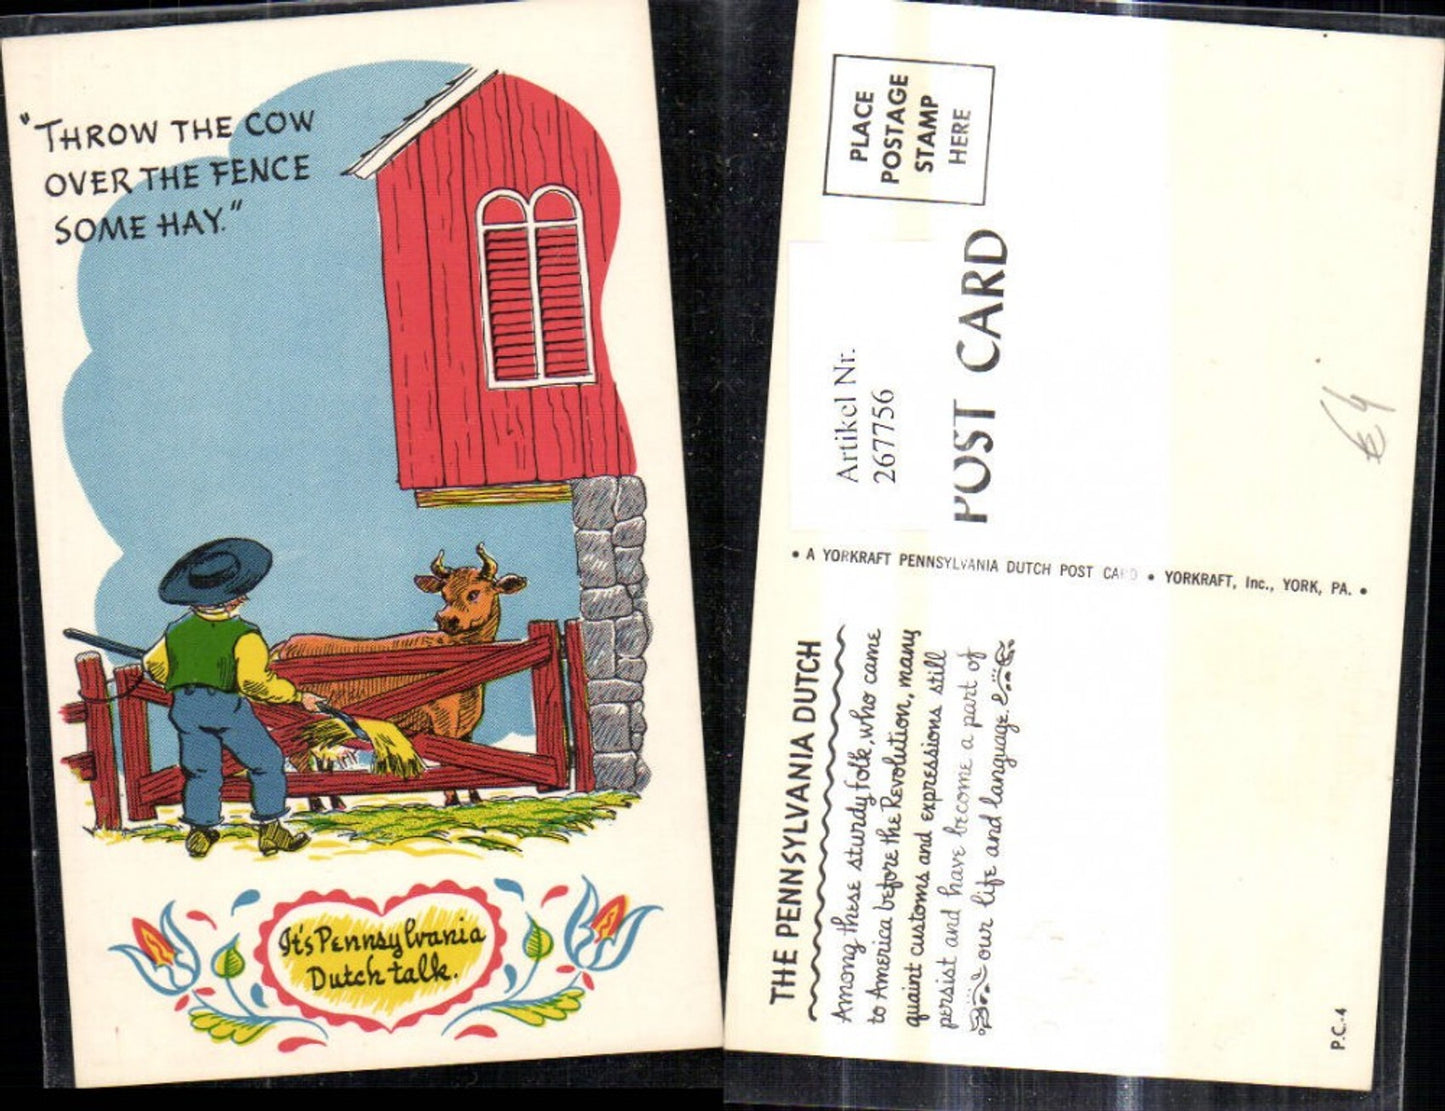 "THROW THE COW
OVER THE FENCE
SOME HAY."
It's Pennsylvania
Dutch talk.
PLACE
POSTAGE
STAMP
HERE
POST CARD
Artikel Nr.
267756
• A YORKRAFT PENNSYLVANIA DUTCH POST CARD • YORKRAFT, Inc., YORK, PA. •
THE PENNSYLVANIA DUTCH
Among these sturdy folk, who came
to America before the Revolution, many
quaint customs and expressions still
persist and have become a part of
our life and language.
P.C.-4